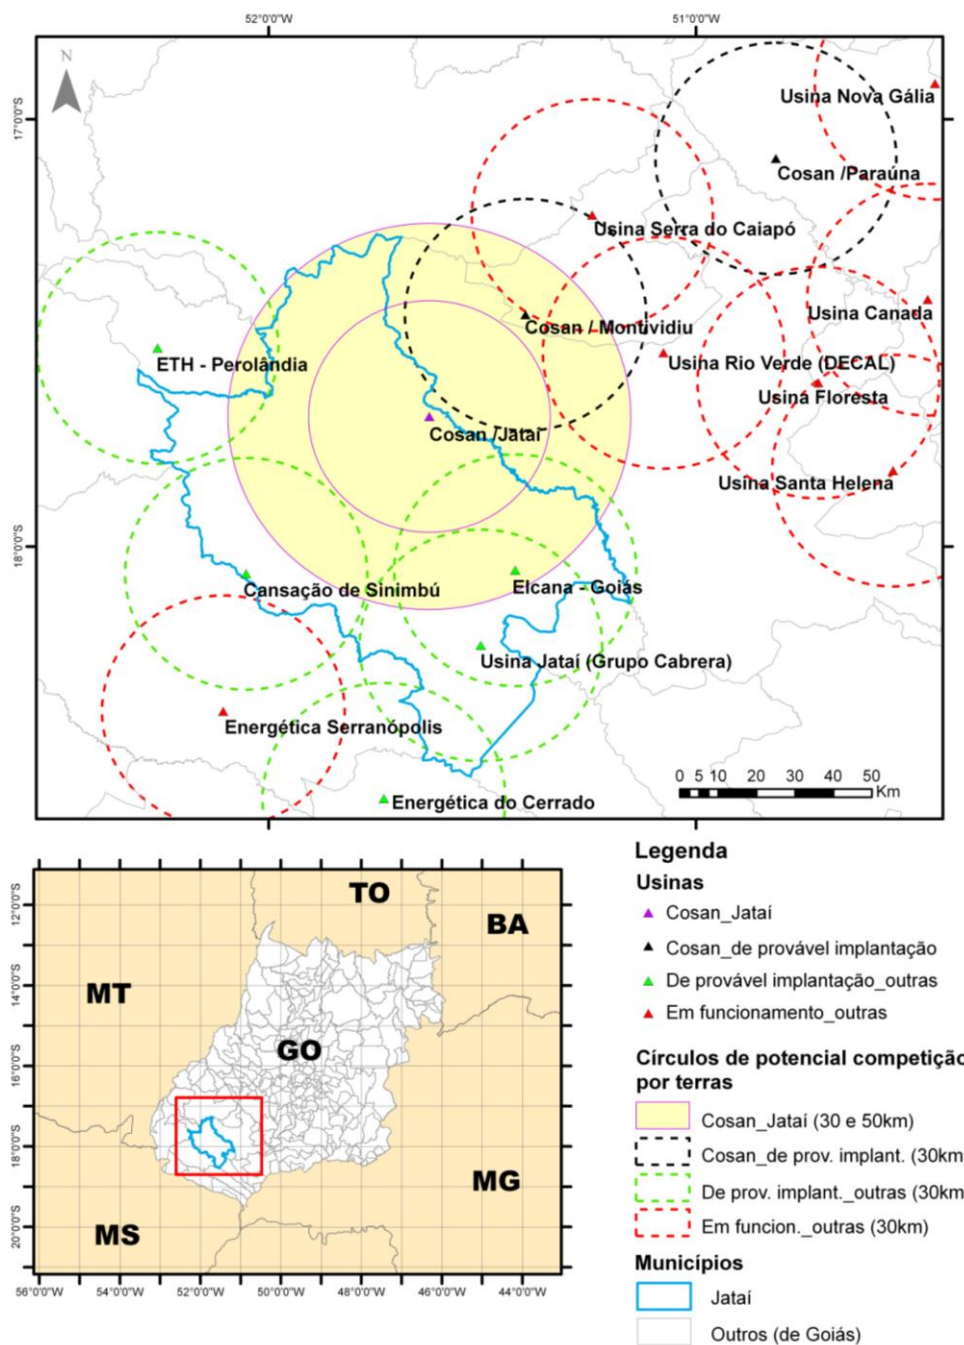 52°0'0"W
51°0'0"W
N
17°0'0"S
18°0'0"S
Usina Nova Gália
Cosan /Paraúna
Usina Serra do Caiapó
Usina Canada
Cosan / Montividiu
ETH - Perolândia
Usina Rio Verde (DECAL)
Usina Floresta
Cosan /Jataí
Usina Santa Helena
Cansação de Sinimbú
Elcana - Goiás
Usina Jataí (Grupo Cabrera)
Energética Serranópolis
Energética do Cerrado
0 5 10 20 30 40 50
Km
12°0'0"S
14°0'0"S
16°0'0"S
18°0'0"S
20°0'0"S
TO
BA
MT
GO
MG
MS
56°0'0"W 54°0'0"W 52°0'0"W 50°0'0"W 48°0'0"W 46°0'0"W 44°0'0"W
Legenda
Usinas
Cosan_Jataí
Cosan_de provável implantação
De provável implantação_outras
Em funcionamento_outras
Círculos de potencial competição
por terras
Cosan_Jataí (30 e 50km)
Cosan_de prov. implant. (30km
De prov. implant._outras (30km
Em funcion._outras (30km)
Municípios
Jataí
Outros (de Goiás)